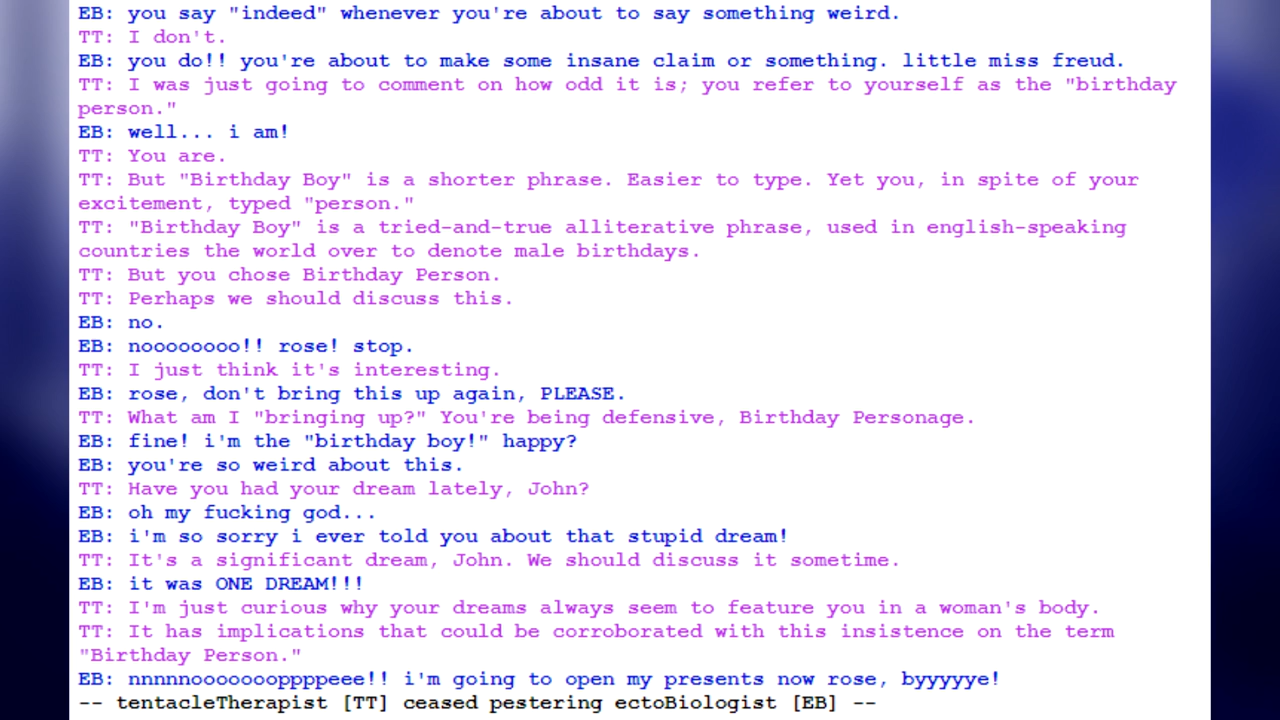 EB: you say "indeed" whenever you're about to say something weird.
TT: I don't.
EB: you do!! you're about to make some insane claim or something. little miss freud.
TT: I was just going to comment on how odd it is; you refer to yourself as the "birthday
person."
EB: well... i am!
TT: You are.
TT: But "Birthday Boy" is a shorter phrase. Easier to type. Yet you, in spite of your
excitement, typed "person."
TT: "Birthday Boy" is a tried-and-true alliterative phrase, used in english-speaking
countries the world over to denote male birthdays.
TT: But you chose Birthday Person.
TT: Perhaps we should discuss this.
EB: no.
EB: noooooooo!! rose! stop.
TT: I just think it's interesting.
EB: rose, don't bring this up again, PLEASE.
TT: What am I "bringing up?" You're being defensive, Birthday Personage.
EB: fine! i'm the "birthday boy!" happy?
EB: you're so weird about this.
TT: Have you had your dream lately, John?
EB: oh my fucking god...
EB: i'm so sorry i ever told you about that stupid dream!
TT: It's a significant dream, John. We should discuss it sometime.
EB: it was ONE DREAM!!!
TT: I'm just curious why your dreams always seem to feature you in a woman's body.
TT: It has implications that could be corroborated with this insistence on the term
"Birthday Person."
EB: nnnnnoooooooppppeee!! i'm going to open my presents now rose, byyyyye!
-- tentacleTherapist [TT] ceased pestering ectoBiologist [EB] --